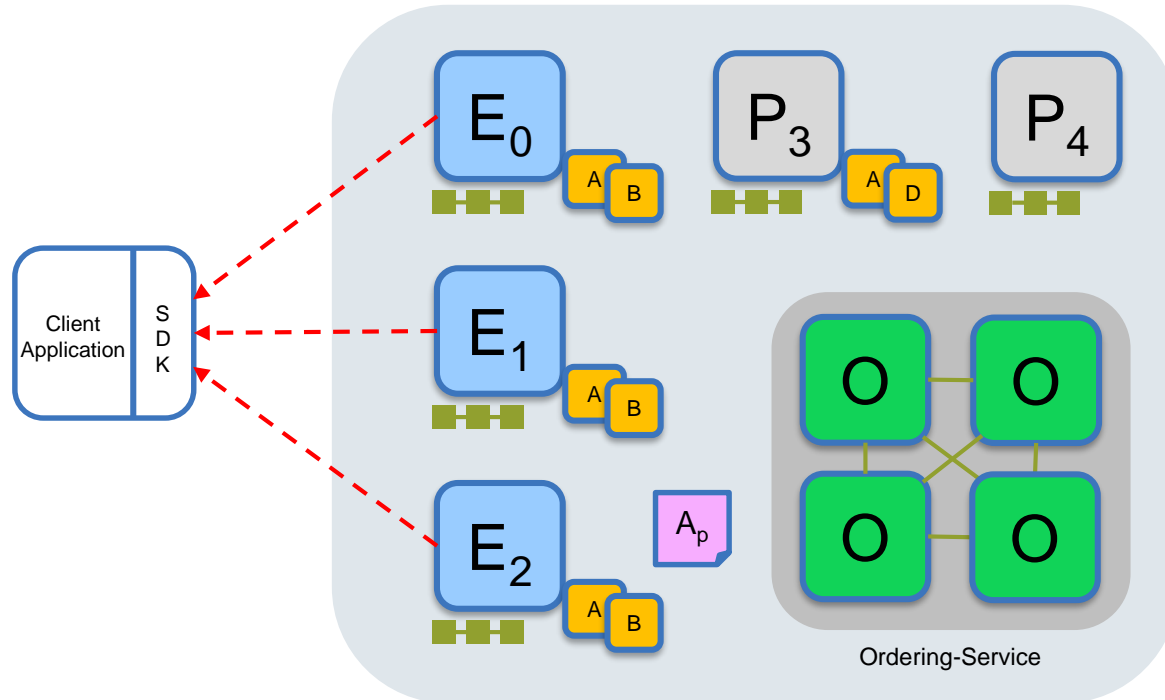 E0
A
B
P3
A
D
P4
Client
Application
S
D
K
E1
A
B
E2
A
B
Ap
O
O
O
O
Ordering-Service